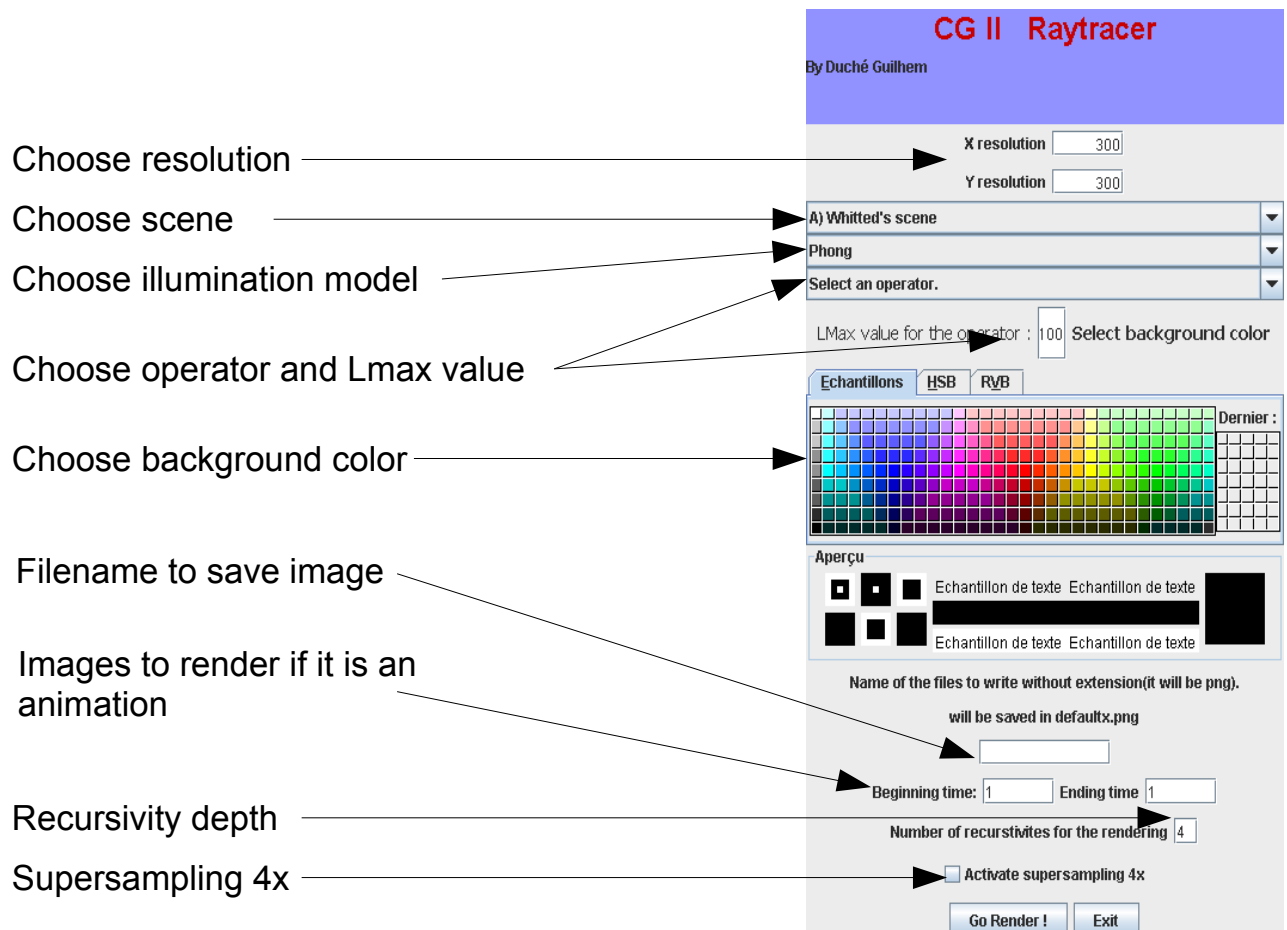 CG II Raytracer
By Duché Guilhem
Choose resolution
X resolution 300
Y resolution 300
Choose scene
A) Whitted's scene
Choose illumination model
Phong
Select an operator.
Choose operator and Lmax value
LMax value for the operator : 100 Select background color
Echantillons HSB RVB
Dernier :
Choose background color
Aperçu
Filename to save image
Echantillon de texte Echantillon de texte
Echantillon de texte Echantillon de texte
Images to render if it is an
animation
Name of the files to write without extension(it will be png).
will be saved in defaultx.png
Beginning time: 1 Ending time 1
Recursivity depth
Number of recurstivites for the rendering 4
Supersampling 4x
Activate supersampling 4x
Go Render ! Exit